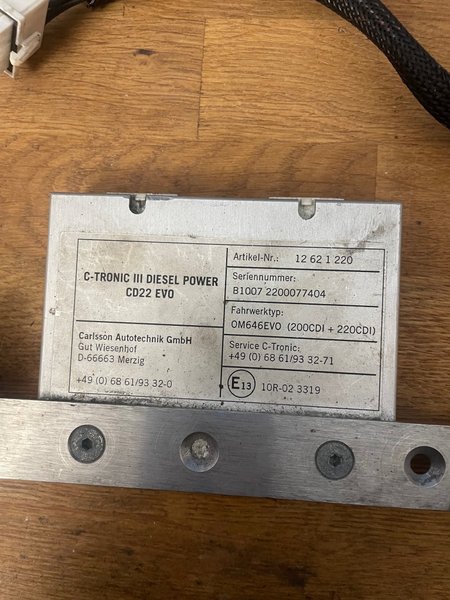 C-TRONIC III DIESEL POWER
CD22 EVO
Carlsson Autotechnik GmbH
Gut Wiesenhof
D-66663 Merzig
+49 (0) 68 61/93 32-0
Artikel-Nr.: 12 62 1 220
Seriennummer:
B1007 2200077404
Fahrwerktyp:
OM646EVO (200CDI + 220CDI)
Service C-Tronic:
+49 (0) 68 61/93 32-71
E13 10R-02 3319